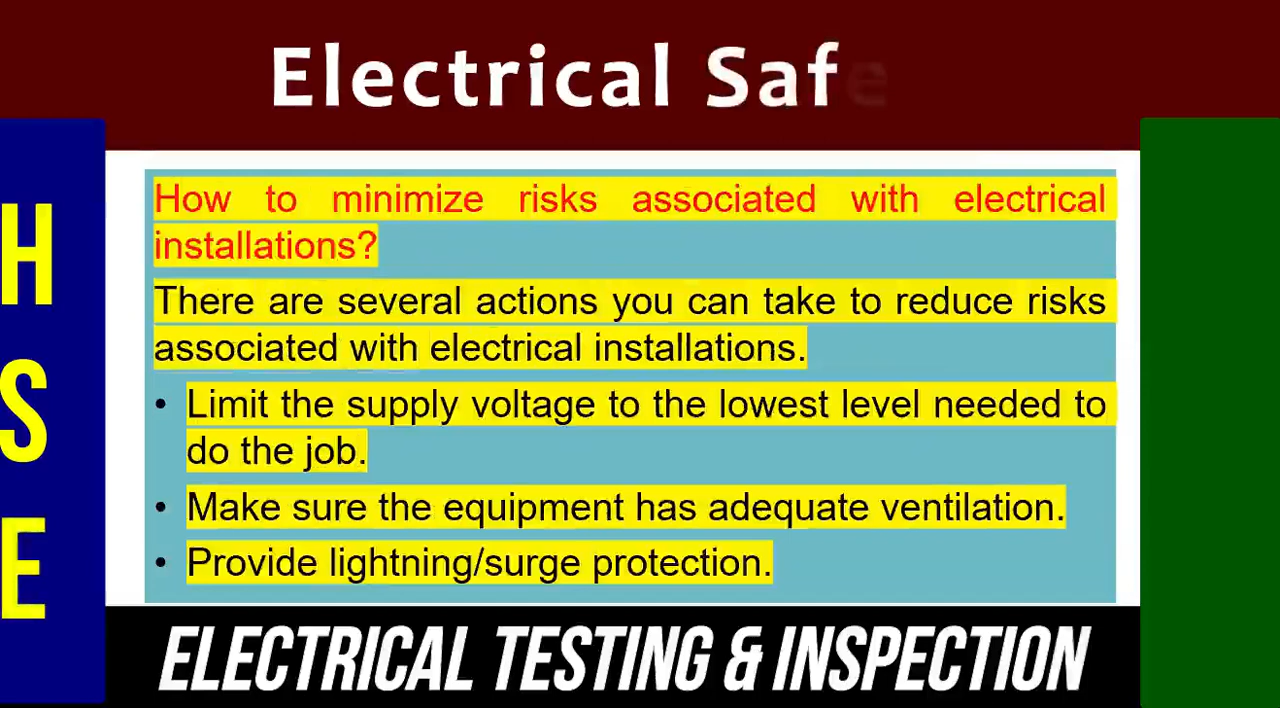 Electrical Safe
H
S
E
How to minimize risks associated with electrical
installations?
There are several actions you can take to reduce risks
associated with electrical installations.
• Limit the supply voltage to the lowest level needed to
do the job.
• Make sure the equipment has adequate ventilation.
• Provide lightning/surge protection.
ELECTRICAL TESTING & INSPECTION